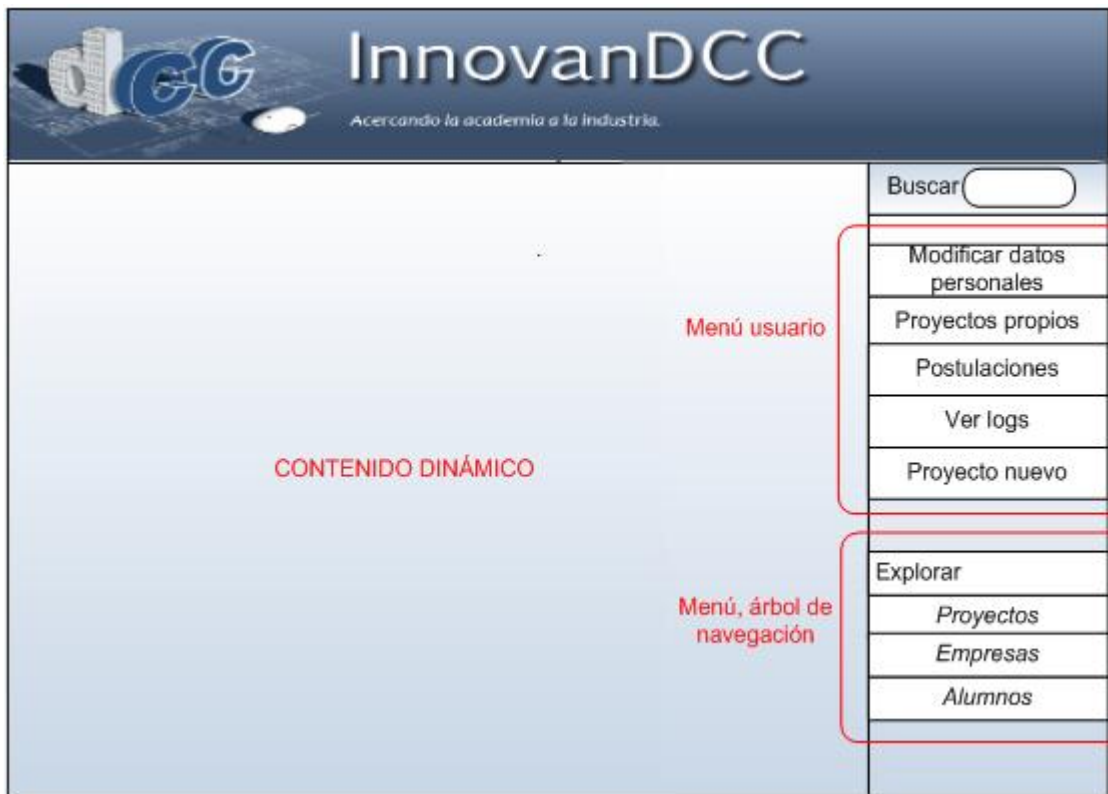 dcc
InnovanDCC
Acercando la academia a la industria.
Buscar
Modificar datos
personales
Menú usuario
Proyectos propios
Postulaciones
Ver logs
CONTENIDO DINÁMICO
Proyecto nuevo
Explorar
Menú, árbol de
navegación
Proyectos
Empresas
Alumnos